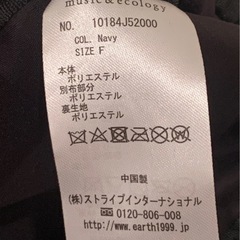 music & ecology
NO. 10184J52000
COL. Navy
SIZE F
本体
ポリエステル
別布部分
ポリエステル
裏生地
ポリエステル
中国製
(株)ストライプインターナショナル
0120-806-008
http://www.earth1999.com/